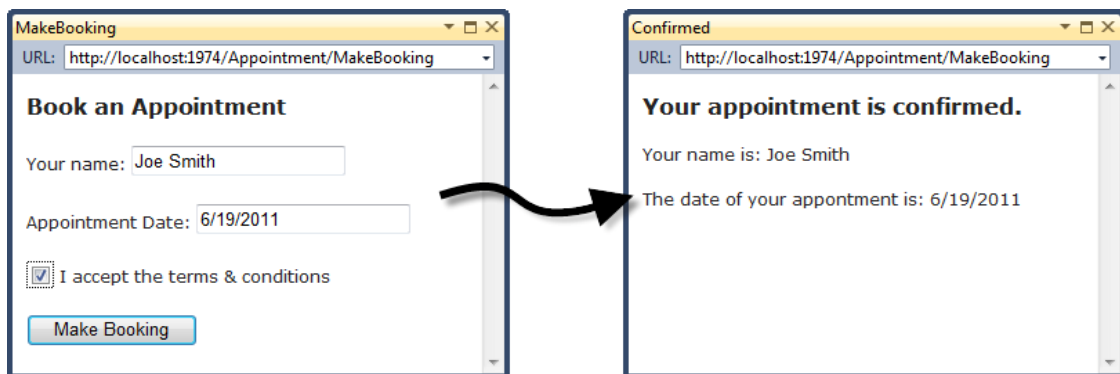 MakeBooking
URL: http://localhost:1974/Appointment/MakeBooking
Book an Appointment
Your name: Joe Smith
Appointment Date: 6/19/2011
I accept the terms & conditions
Make Booking
Confirmed
URL: http://localhost:1974/Appointment/MakeBooking
Your appointment is confirmed.
Your name is: Joe Smith
The date of your appontment is: 6/19/2011